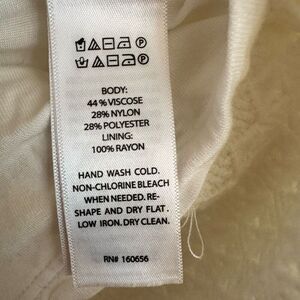 BODY:
44% VISCOSE
28% NYLON
28% POLYESTER
LINING:
100% RAYON
HAND WASH COLD.
NON-CHLORINE BLEACH
WHEN NEEDED. RE-
SHAPE AND DRY FLAT.
LOW IRON. DRY CLEAN.
RN# 160656